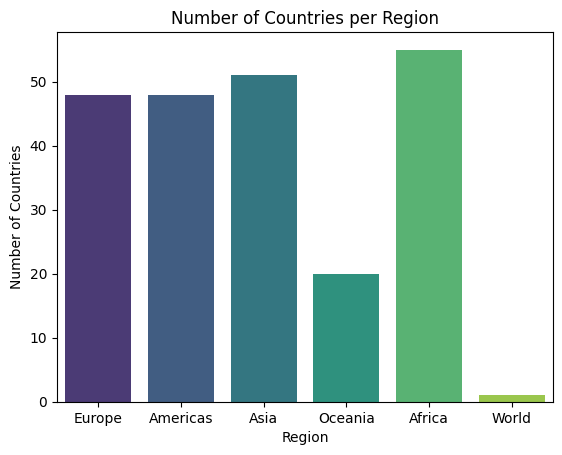 Number of Countries per Region
Number of Countries
50
40
30
20
10
0
Europe Americas Asia Oceania Africa World
Region